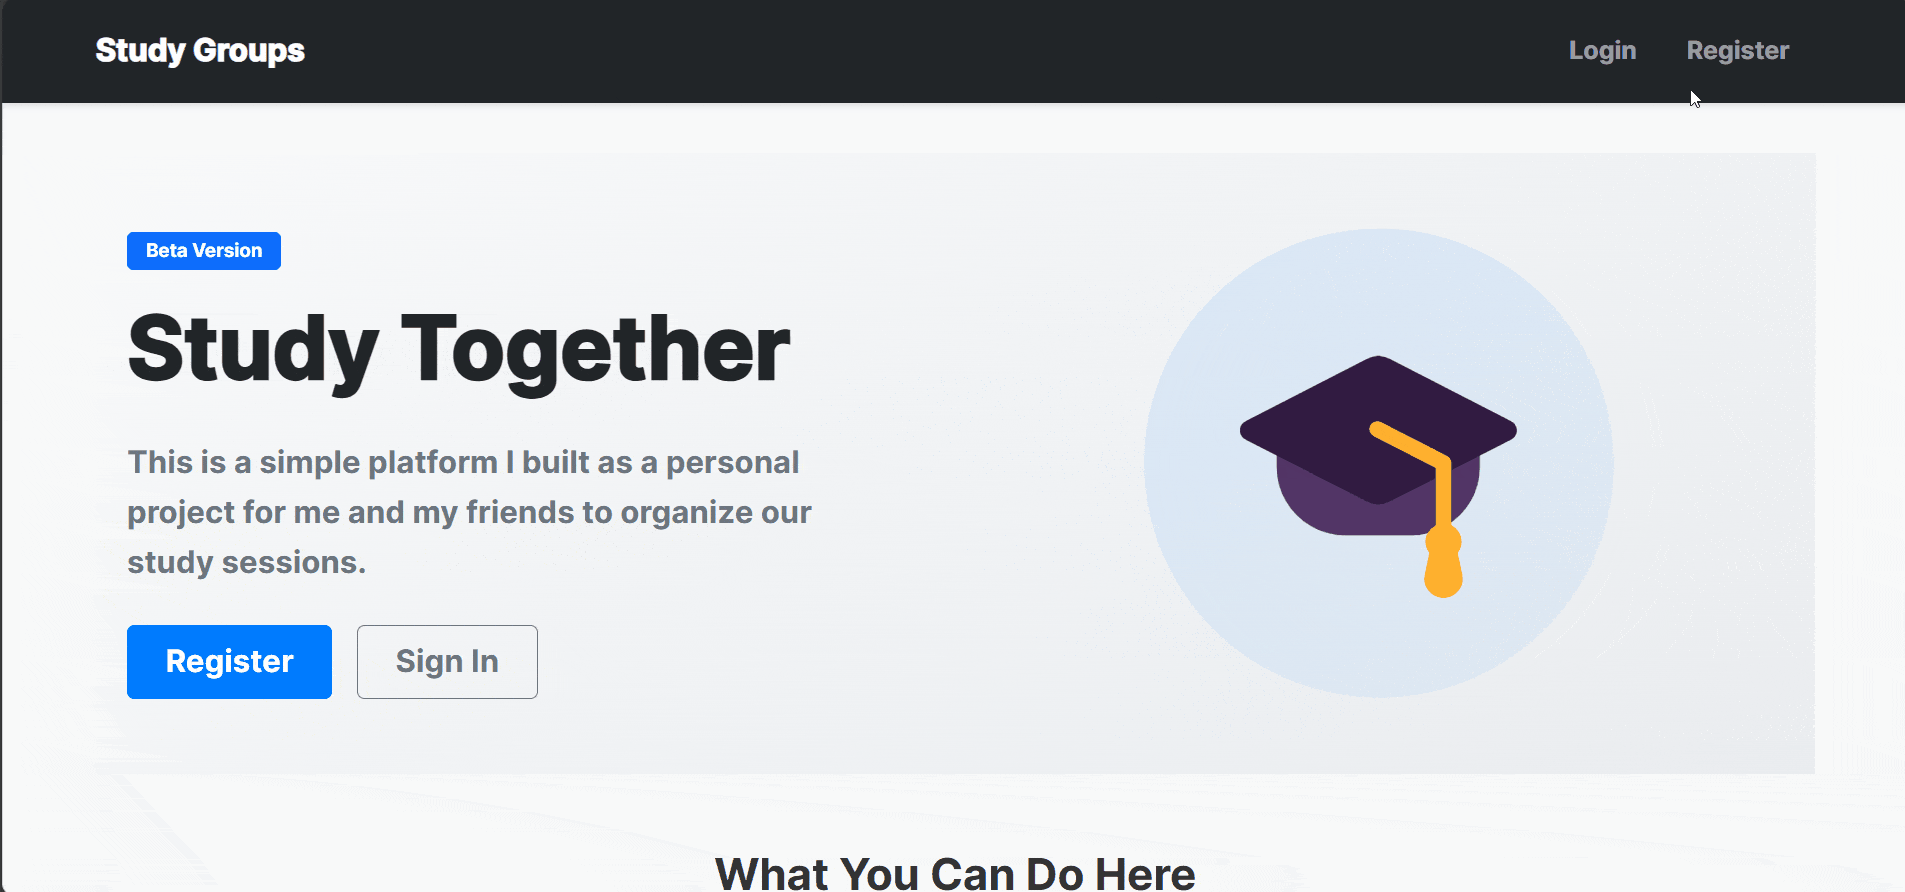 Study Groups
Login
Register
Beta Version
Study Together
This is a simple platform I built as a personal
project for me and my friends to organize our
study sessions.
Register
Sign In
What You Can Do Here